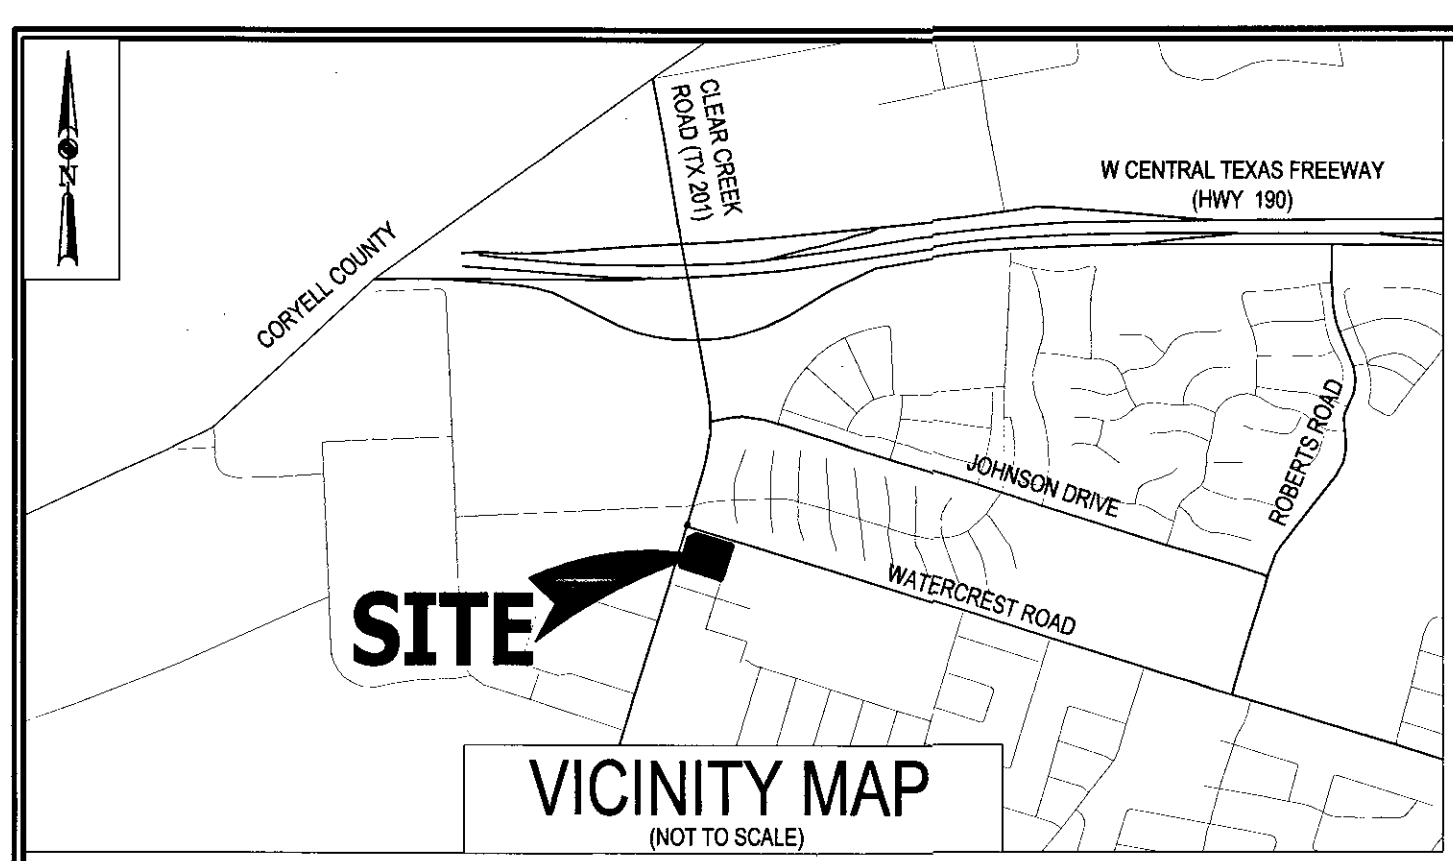 N
CLEAR CREEK
ROAD (TX 201)
W CENTRAL TEXAS FREEWAY
(HWY 190)
CORYELL COUNTY
JOHNSON DRIVE
ROBERTS ROAD
WATERCREST ROAD
SITE
VICINITY MAP
(NOT TO SCALE)